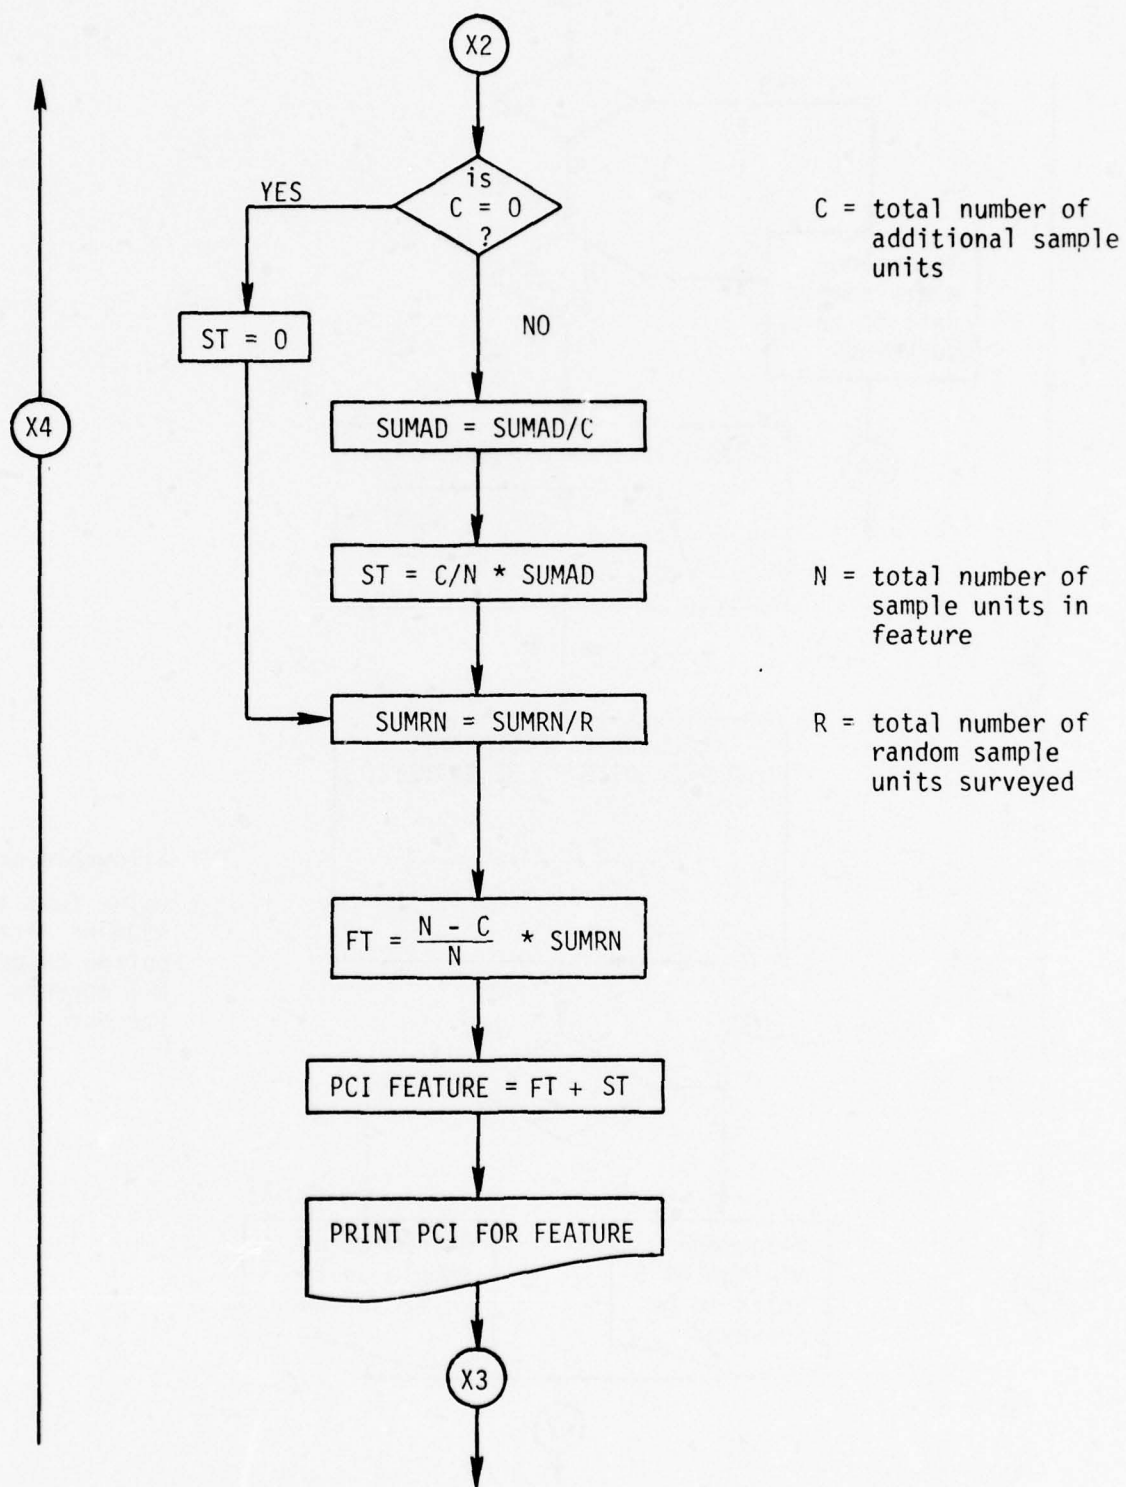 X2
is
C = 0
?
YES
C = total number of
additional sample
units
NO
ST = 0
X4
SUMAD = SUMAD/C
ST = C/N * SUMAD
N = total number of
sample units in
feature
SUMRN = SUMRN/R
R = total number of
random sample
units surveyed
FT = N - C / N * SUMRN
PCI FEATURE = FT + ST
PRINT PCI FOR FEATURE
X3